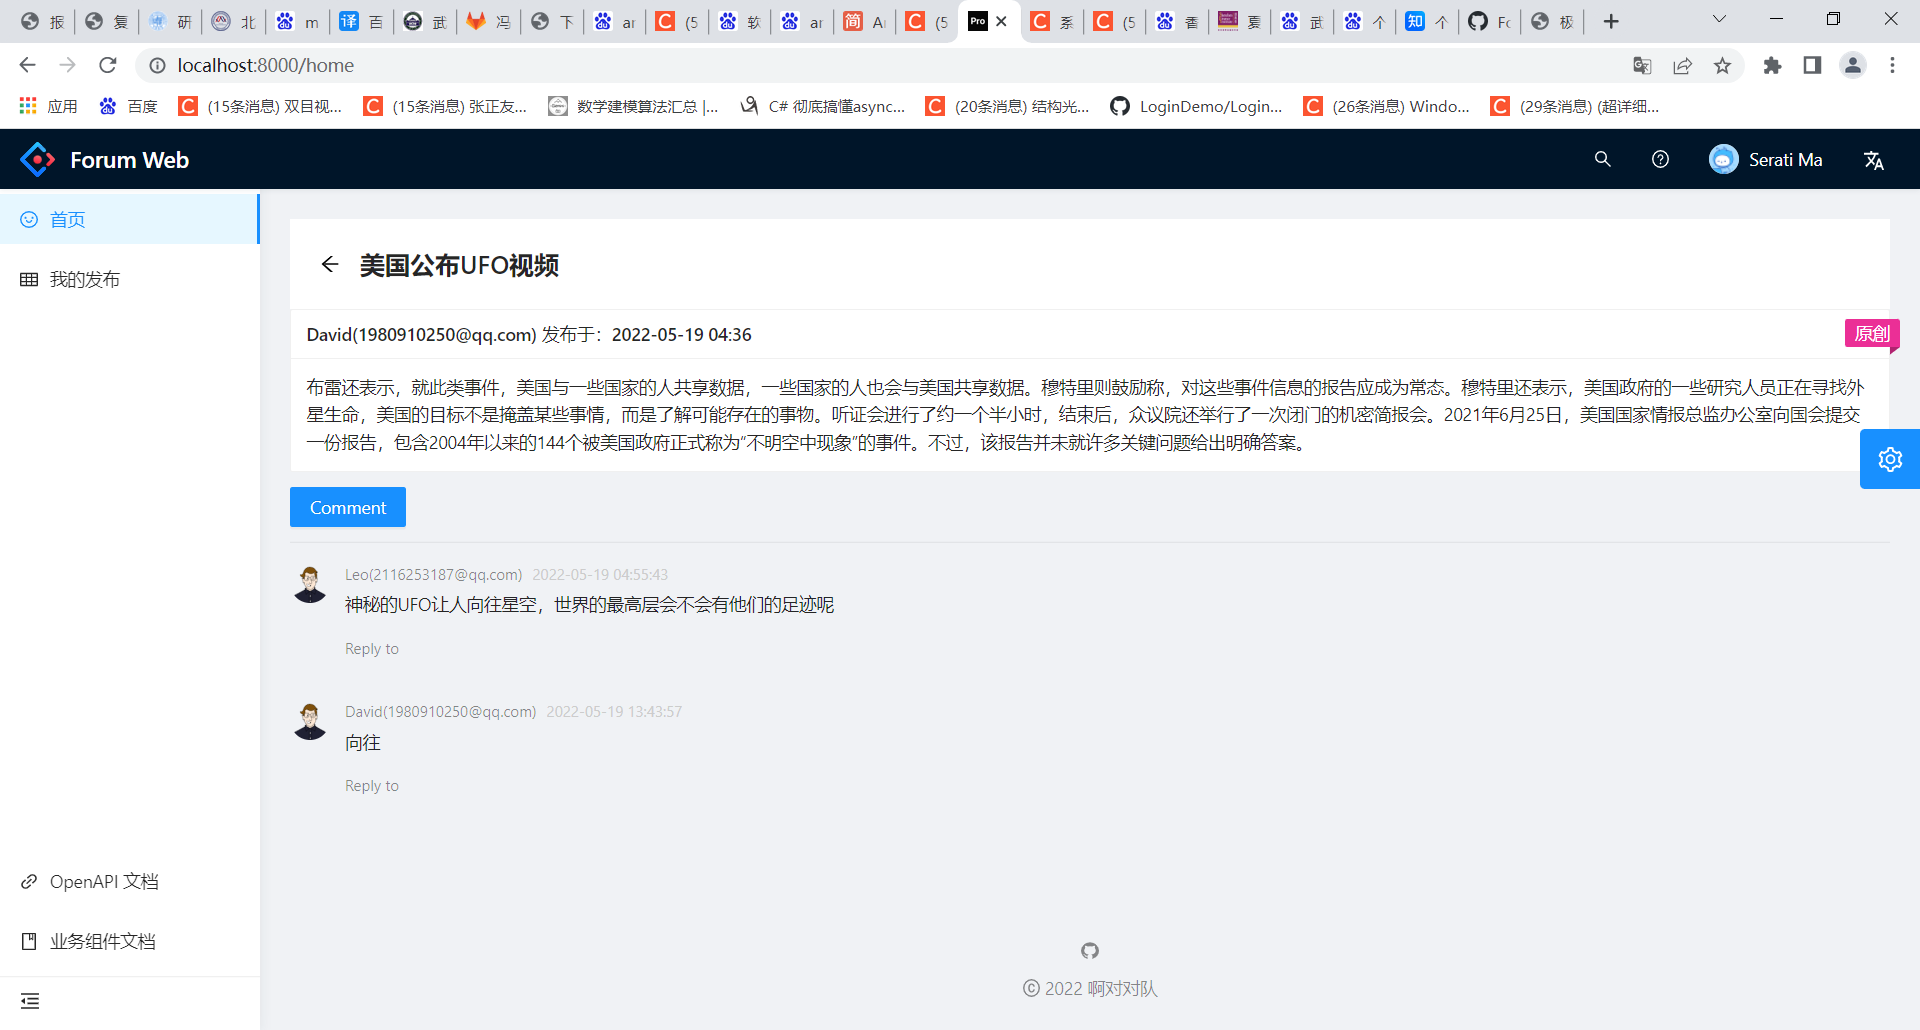 报
复
研
北
m
译 百
武
冯
下
ar
C (5
软
ar
简 A
C (5
Pro
C 系
C (5
香
夏
武
个
知 个
Fo
极
localhost:8000/home
应用
百度
(15条消息) 双目视...
(15条消息) 张正友...
数学建模算法汇总 |...
C# 彻底搞懂async...
(20条消息) 结构光...
LoginDemo/Login...
(26条消息) Windo...
(29条消息) (超详细...
Forum Web
Serati Ma
首页
我的发布
美国公布UFO视频
David(1980910250@qq.com) 发布于：2022-05-19 04:36
原創
布雷还表示，就此类事件，美国与一些国家的人共享数据，一些国家的人也会与美国共享数据。穆特里则鼓励称，对这些事件信息的报告应成为常态。穆特里还表示，美国政府的一些研究人员正在寻找外
星生命，美国的目标不是掩盖某些事情，而是了解可能存在的事物。听证会进行了约一个半小时，结束后，众议院还举行了一次闭门的机密简报会。2021年6月25日，美国国家情报总监办公室向国会提交
一份报告，包含2004年以来的144个被美国政府正式称为“不明空中现象”的事件。不过，该报告并未就许多关键问题给出明确答案。
Comment
Leo(2116253187@qq.com) 2022-05-19 04:55:43
神秘的UFO让人向往星空，世界的最高层会不会有他们的足迹呢
Reply to
David(1980910250@qq.com) 2022-05-19 13:43:57
向往
Reply to
OpenAPI 文档
业务组件文档
© 2022 啊对对队